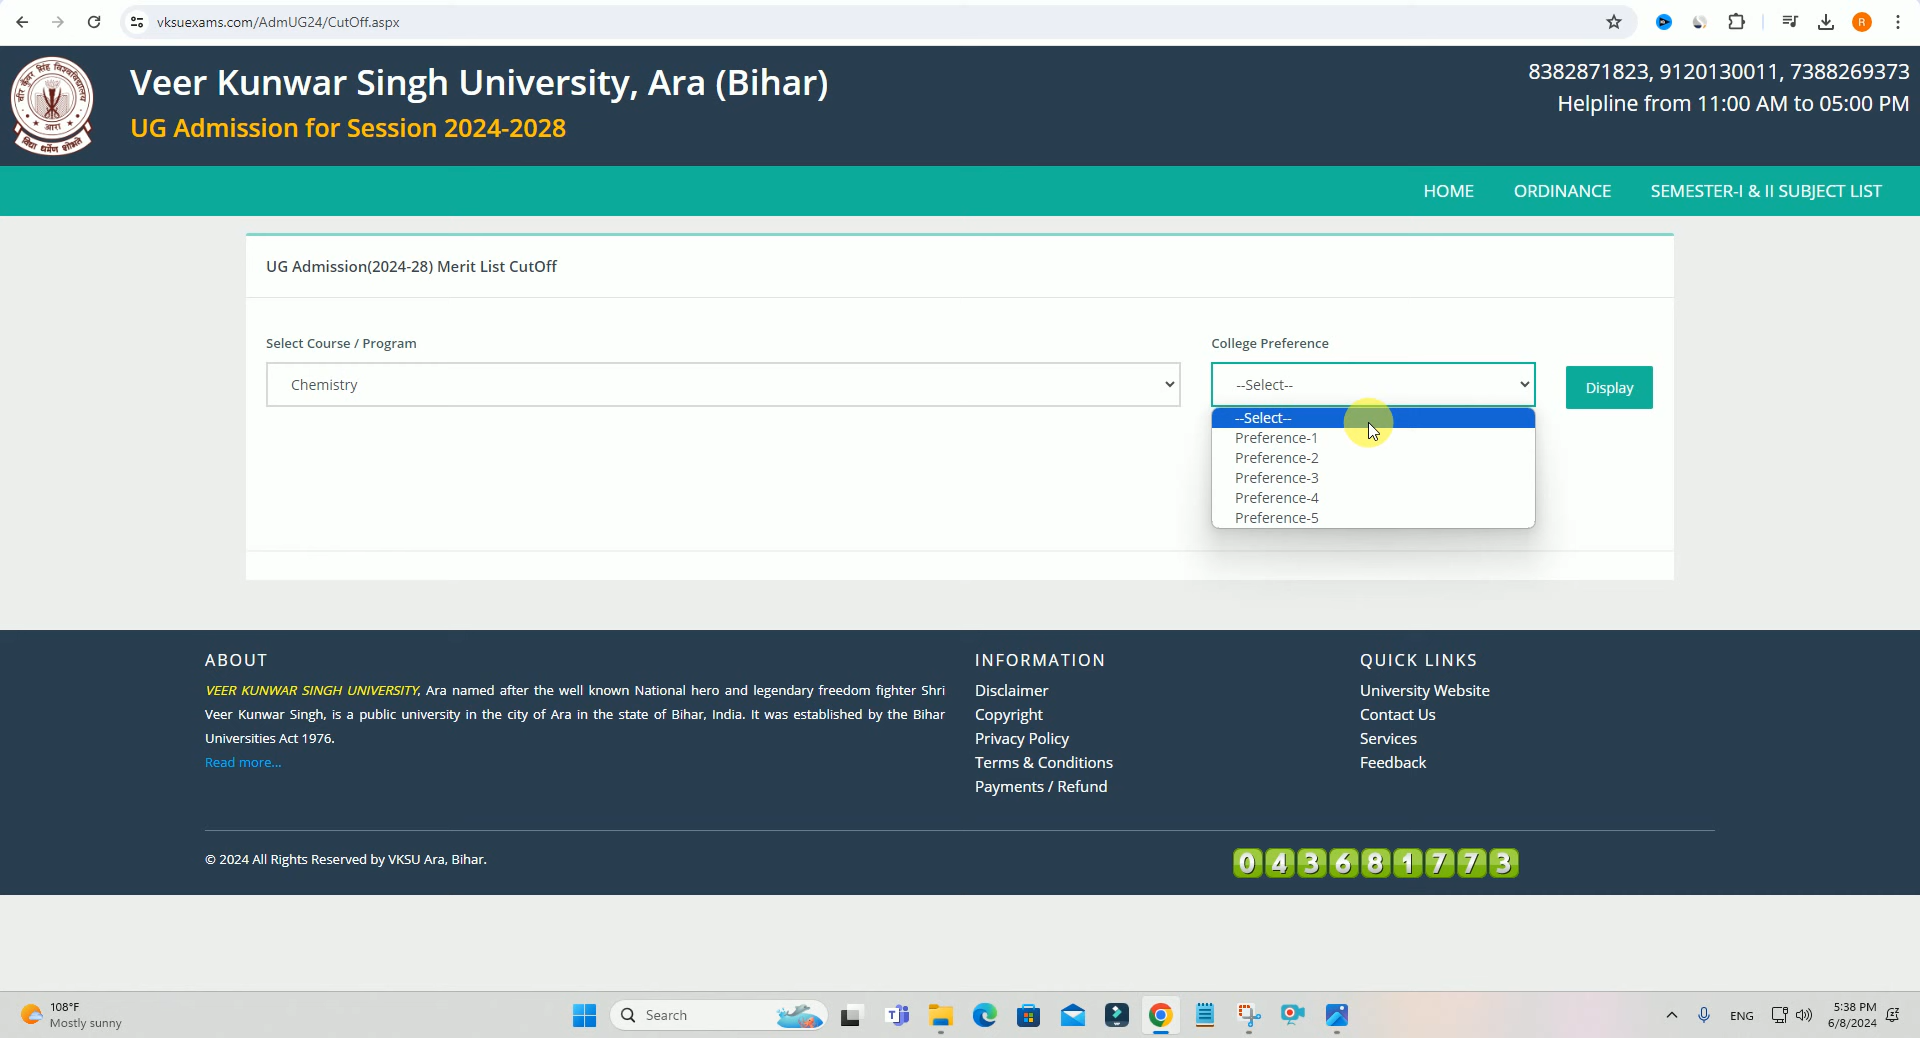 vksuexams.com/AdmUG24/CutOff.aspx
R
Veer Kunwar Singh University, Ara (Bihar)
UG Admission for Session 2024-2028
8382871823, 9120130011, 7388269373
Helpline from 11:00 AM to 05:00 PM
HOME
ORDINANCE
SEMESTER-I & II SUBJECT LIST
UG Admission(2024-28) Merit List CutOff
Select Course / Program
Chemistry
College Preference
--Select--
Display
--Select--
Preference-1
Preference-2
Preference-3
Preference-4
Preference-5
ABOUT
VEER KUNWAR SINGH UNIVERSITY, Ara named after the well known National hero and legendary freedom fighter Shri
Veer Kunwar Singh, is a public university in the city of Ara in the state of Bihar, India. It was established by the Bihar
Universities Act 1976.
Read more...
INFORMATION
Disclaimer
Copyright
Privacy Policy
Terms & Conditions
Payments / Refund
QUICK LINKS
University Website
Contact Us
Services
Feedback
© 2024 All Rights Reserved by VKSU Ara, Bihar.
043681773
108°F
Mostly sunny
Search
ENG
5:38 PM
6/8/2024